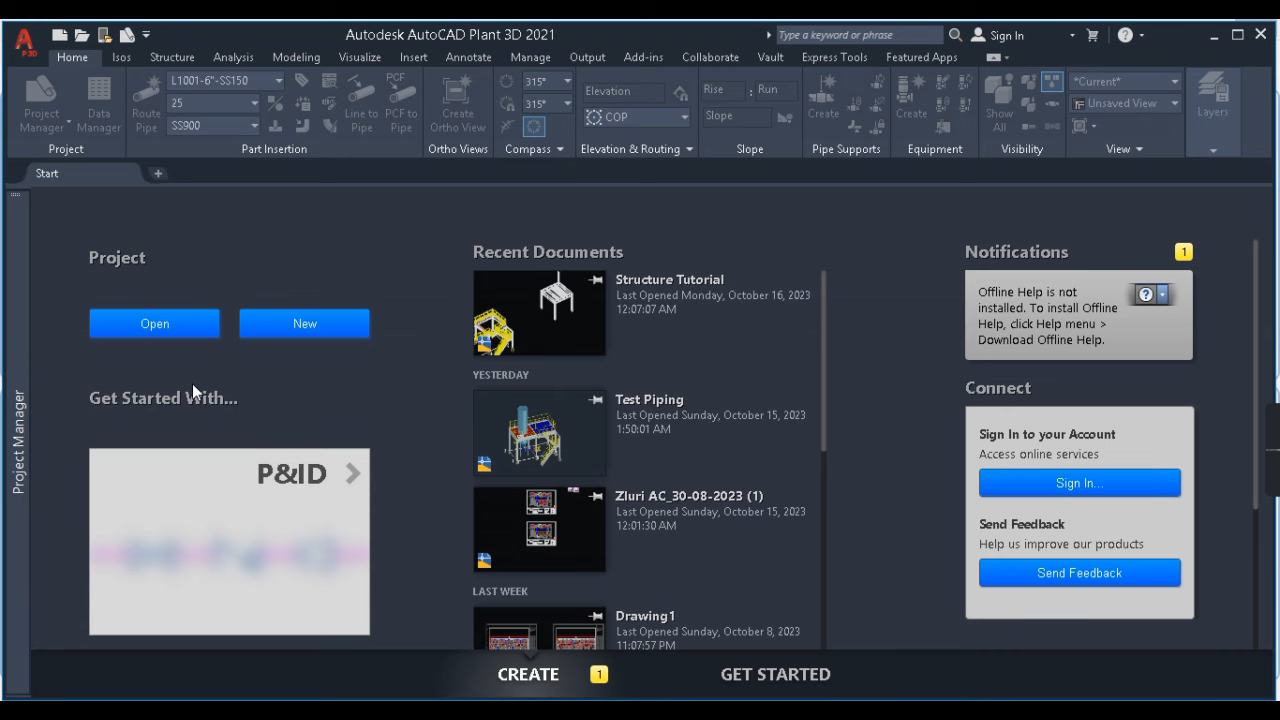 P3D
Autodesk AutoCAD Plant 3D 2021
Type a keyword or phrase
Sign In
Home
Isos
Structure
Analysis
Modeling
Visualize
Insert
Annotate
Manage
Output
Add-ins
Collaborate
Vault
Express Tools
Featured Apps
Project
Manager
Data
Manager
Project
Route
Pipe
L1001-6"-SS150
25
SS900
Line to
Pipe
PCF to
Pipe
PCF
Part Insertion
Create
Ortho View
Ortho Views
315°
315°
Compass
Elevation
COP
Elevation & Routing
Rise
:
Run
Slope
Slope
Create
Pipe Supports
Create
Equipment
Show
All
Visibility
*Current*
Unsaved View
View
Layers
Start
Project Manager
Project
Open
New
Get Started With...
P&ID
Recent Documents
Structure Tutorial
Last Opened Monday, October 16, 2023
12:07:07 AM
YESTERDAY
Test Piping
Last Opened Sunday, October 15, 2023
1:50:01 AM
Zluri AC_30-08-2023 (1)
Last Opened Sunday, October 15, 2023
12:01:30 AM
LAST WEEK
Drawing1
Last Opened Sunday, October 8, 2023
11:07:57 PM
Notifications
1
Offline Help is not
installed. To install Offline
Help, click Help menu >
Download Offline Help.
Connect
Sign In to your Account
Access online services
Sign In...
Send Feedback
Help us improve our products
Send Feedback
CREATE
1
GET STARTED